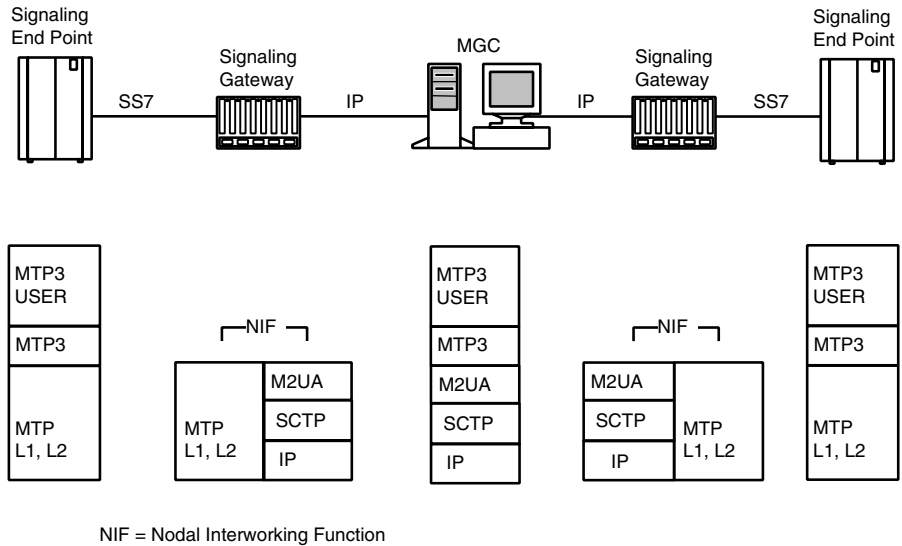 Signaling
End Point
Signaling
Gateway
MGC
Signaling
Gateway
Signaling
End Point
SS7
IP
IP
SS7
MTP3
USER
MTP3
MTP
L1, L2
NIF
MTP
L1, L2
M2UA
SCTP
IP
MTP3
USER
MTP3
M2UA
SCTP
IP
NIF
M2UA
SCTP
IP
MTP
L1, L2
MTP3
USER
MTP3
MTP
L1, L2
NIF = Nodal Interworking Function